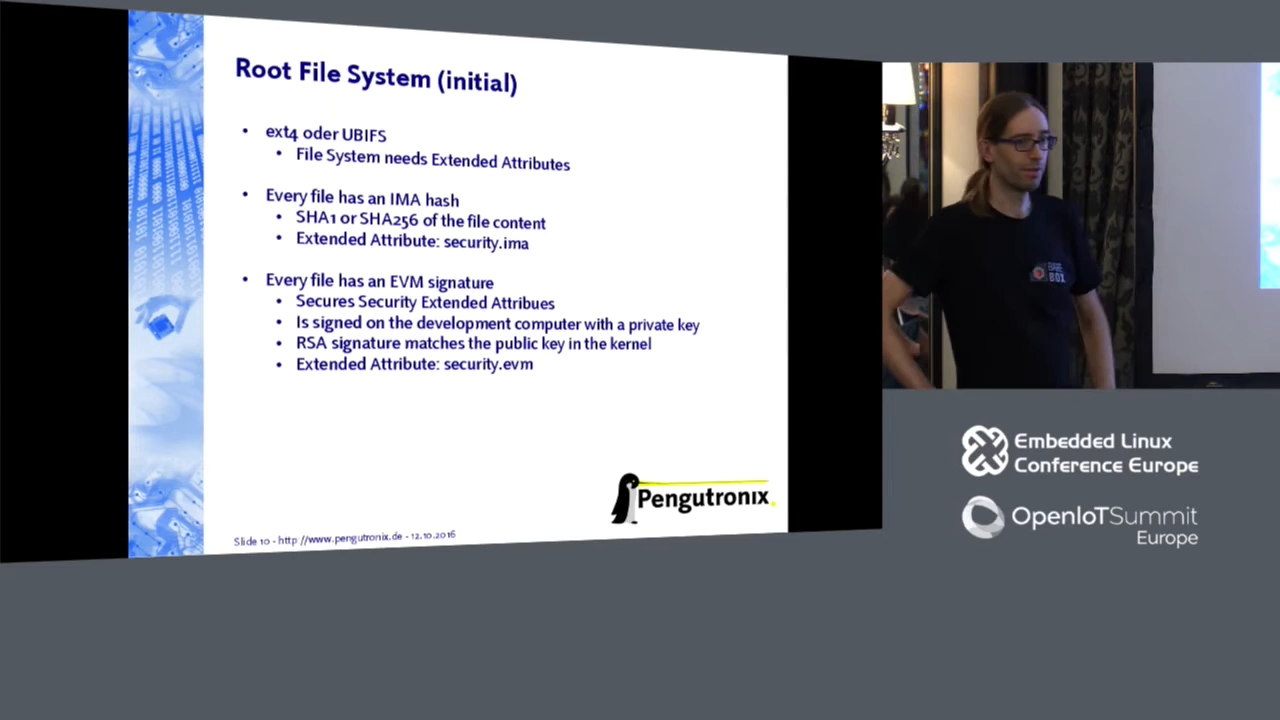 Root File System (initial)
• ext4 oder UBIFS
• File System needs Extended Attributes
• Every file has an IMA hash
• SHA1 or SHA256 of the file content
• Extended Attribute: security.ima
• Every file has an EVM signature
• Secures Security Extended Attribues
• Is signed on the development computer with a private key
• RSA signature matches the public key in the kernel
• Extended Attribute: security.evm
Pengutronix
Slide 10 - http://www.pengutronix.de - 12.10.2016
BARE
BOX
Embedded Linux
Conference Europe
OpenIoTSummit
Europe